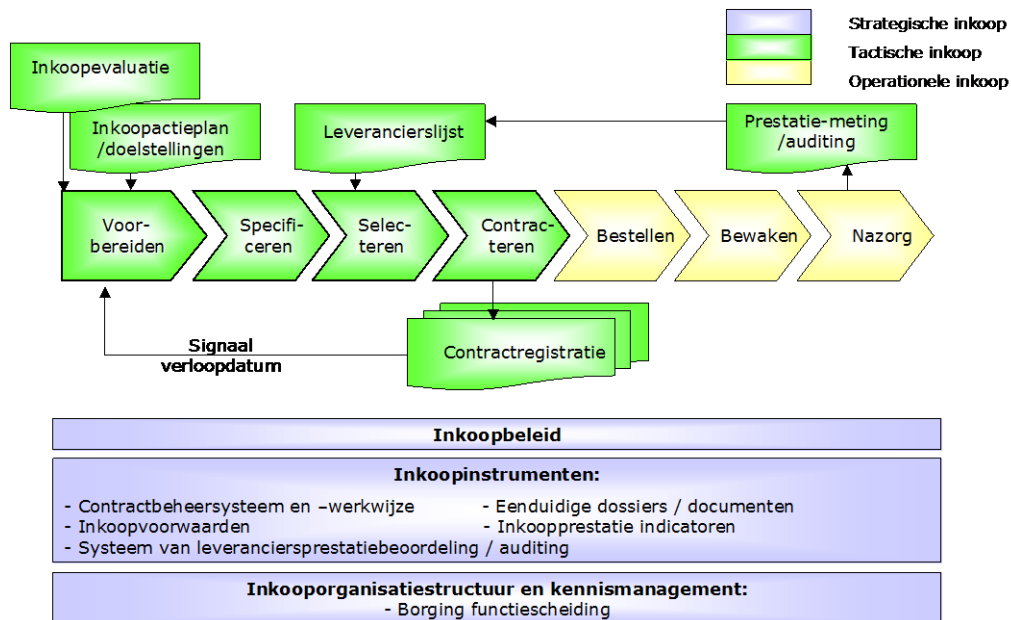 Strategische inkoop
Tactische inkoop
Operationele inkoop
Inkoopevaluatie
Inkoopactieplan
/doelstellingen
Leverancierslijst
Prestatie-meting
/auditing
Voor-
bereiden
Specifi-
ceren
Selec-
teren
Contrac-
teren
Bestellen
Bewaken
Nazorg
Signaal
verloopdatum
Contractregistratie
Inkoopbeleid
Inkoopinstrumenten:
- Contractbeheersysteem en –werkwijze
- Eenduidige dossiers / documenten
- Inkoopvoorwaarden
- Inkoopprestatie indicatoren
- Systeem van leveranciersprestatiebeoordeling / auditing
Inkooporganisatiestructuur en kennismanagement:
- Borging functiescheiding